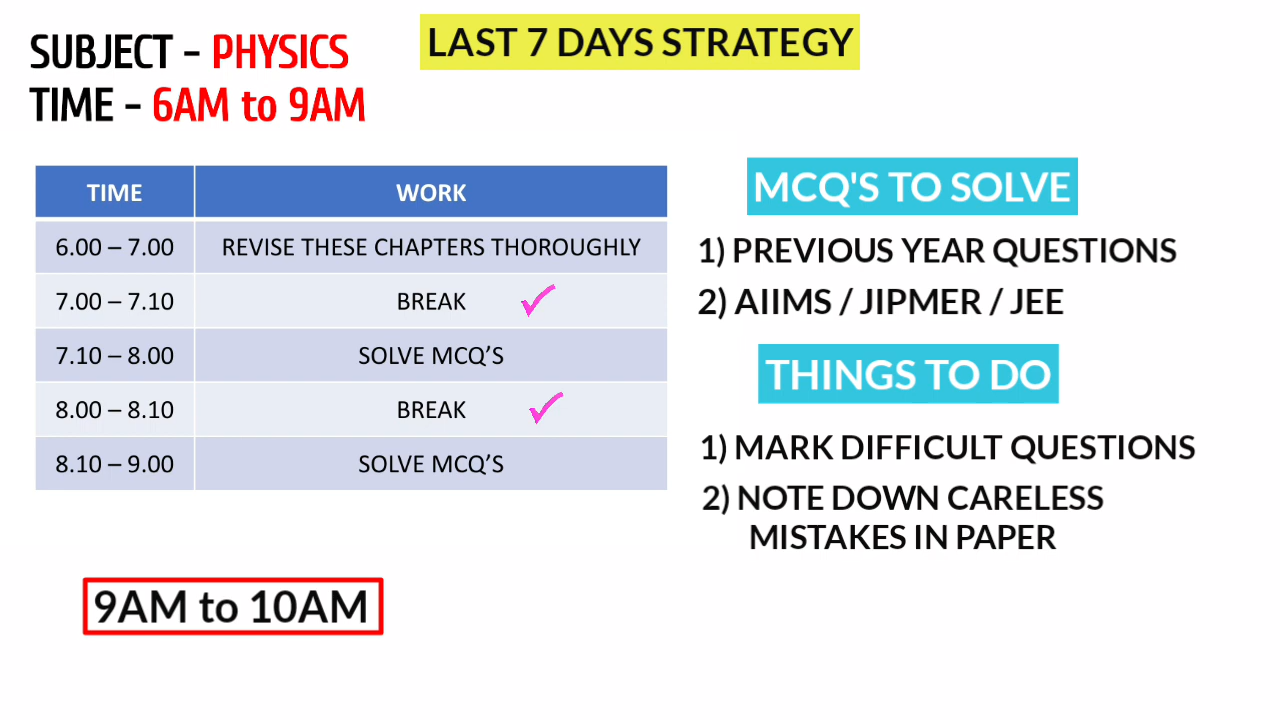 SUBJECT – PHYSICS
TIME – 6AM to 9AM
LAST 7 DAYS STRATEGY
TIME WORK
6.00 – 7.00 REVISE THESE CHAPTERS THOROUGHLY
7.00 – 7.10 BREAK
7.10 – 8.00 SOLVE MCQ’S
8.00 – 8.10 BREAK
8.10 – 9.00 SOLVE MCQ’S
MCQ'S TO SOLVE
1) PREVIOUS YEAR QUESTIONS
2) AIIMS / JIPMER / JEE
THINGS TO DO
1) MARK DIFFICULT QUESTIONS
2) NOTE DOWN CARELESS
MISTAKES IN PAPER
9AM to 10AM